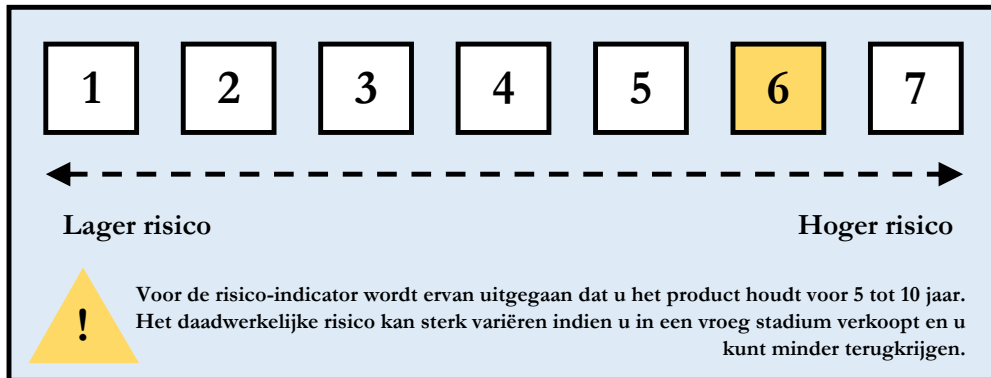 1 2 3 4 5 6 7
Lager risico Hoger risico
! Voor de risico-indicator wordt ervan uitgegaan dat u het product houdt voor 5 tot 10 jaar.
Het daadwerkelijke risico kan sterk variëren indien u in een vroeg stadium verkoopt en u
kunt minder terugkrijgen.